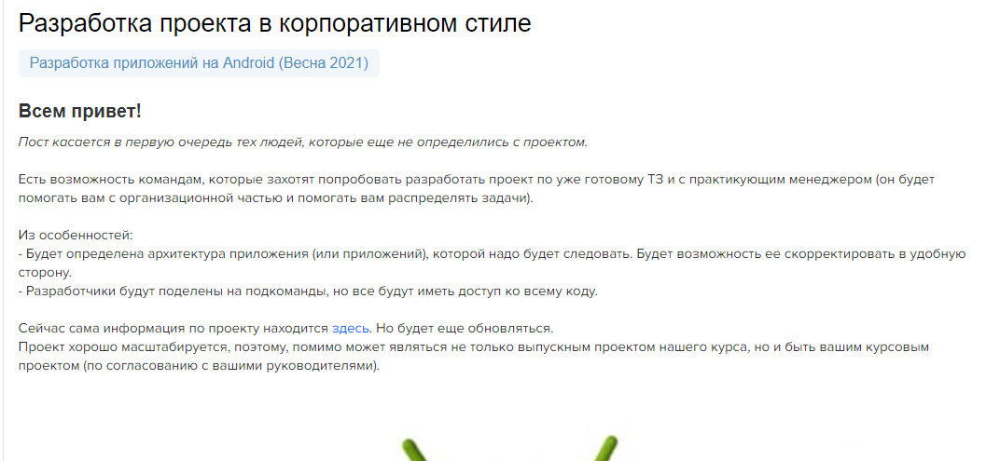 Разработка проекта в корпоративном стиле
Разработка приложений на Android (Весна 2021)
Всем привет!
Пост касается в первую очередь тех людей, которые еще не определились с проектом.
Есть возможность командам, которые захотят попробовать разработать проект по уже готовому ТЗ и с практикующим менеджером (он будет
помогать вам с организационной частью и помогать вам распределять задачи).
Из особенностей:
- Будет определена архитектура приложения (или приложений), которой надо будет следовать. Будет возможность ее скорректировать в удобную
сторону.
- Разработчики будут поделены на подкоманды, но все будут иметь доступ ко всему коду.
Сейчас сама информация по проекту находится здесь. Но будет еще обновляться.
Проект хорошо масштабируется, поэтому, помимо может являться не только выпускным проектом нашего курса, но и быть вашим курсовым
проектом (по согласованию с вашими руководителями).